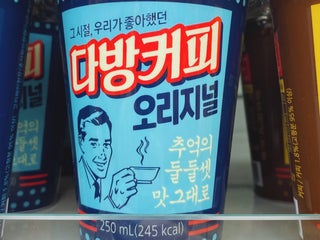 그 시절, 우리가 좋아했던
다방커피
오리지널
추억의
둘둘셋
맛 그대로
250 mL(245 kcal)